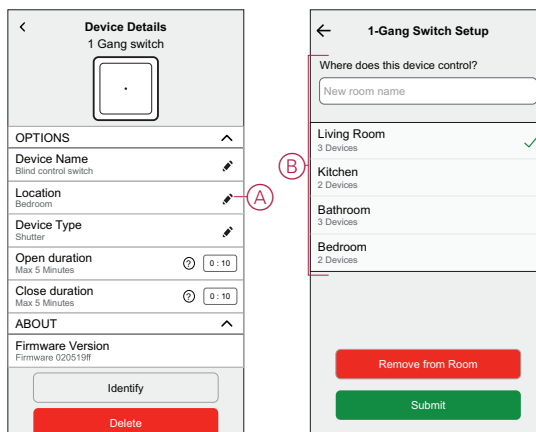 Device Details
1 Gang switch
OPTIONS
Device Name
Blind control switch
Location
Bedroom
A
Device Type
Shutter
Open duration
Max 5 Minutes
? 0 : 10
Close duration
Max 5 Minutes
? 0 : 10
ABOUT
Firmware Version
Firmware 020519ff
Identify
Delete
1-Gang Switch Setup
Where does this device control?
New room name
B
Living Room
3 Devices
Kitchen
2 Devices
Bathroom
3 Devices
Bedroom
2 Devices
Remove from Room
Submit